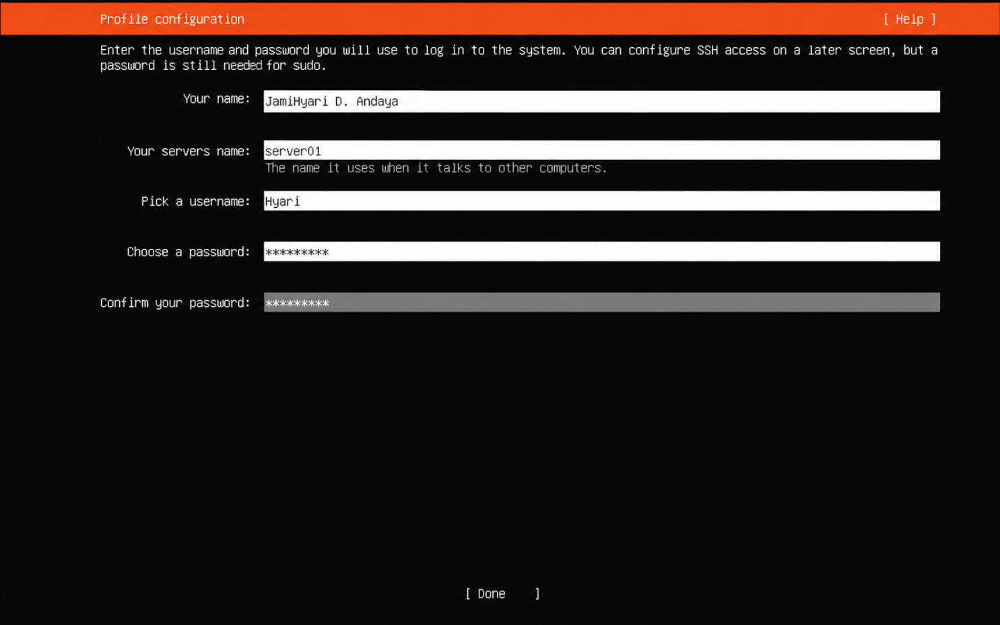 Profile configuration [ Help ]
Enter the username and password you will use to log in to the system. You can configure SSH access on a later screen, but a
password is still needed for sudo.
Your name: JamiHyari D. Andaya
Your servers name: server01
The name it uses when it talks to other computers.
Pick a username: Hyari
Choose a password: *********
Confirm your password: *********
[ Done ]